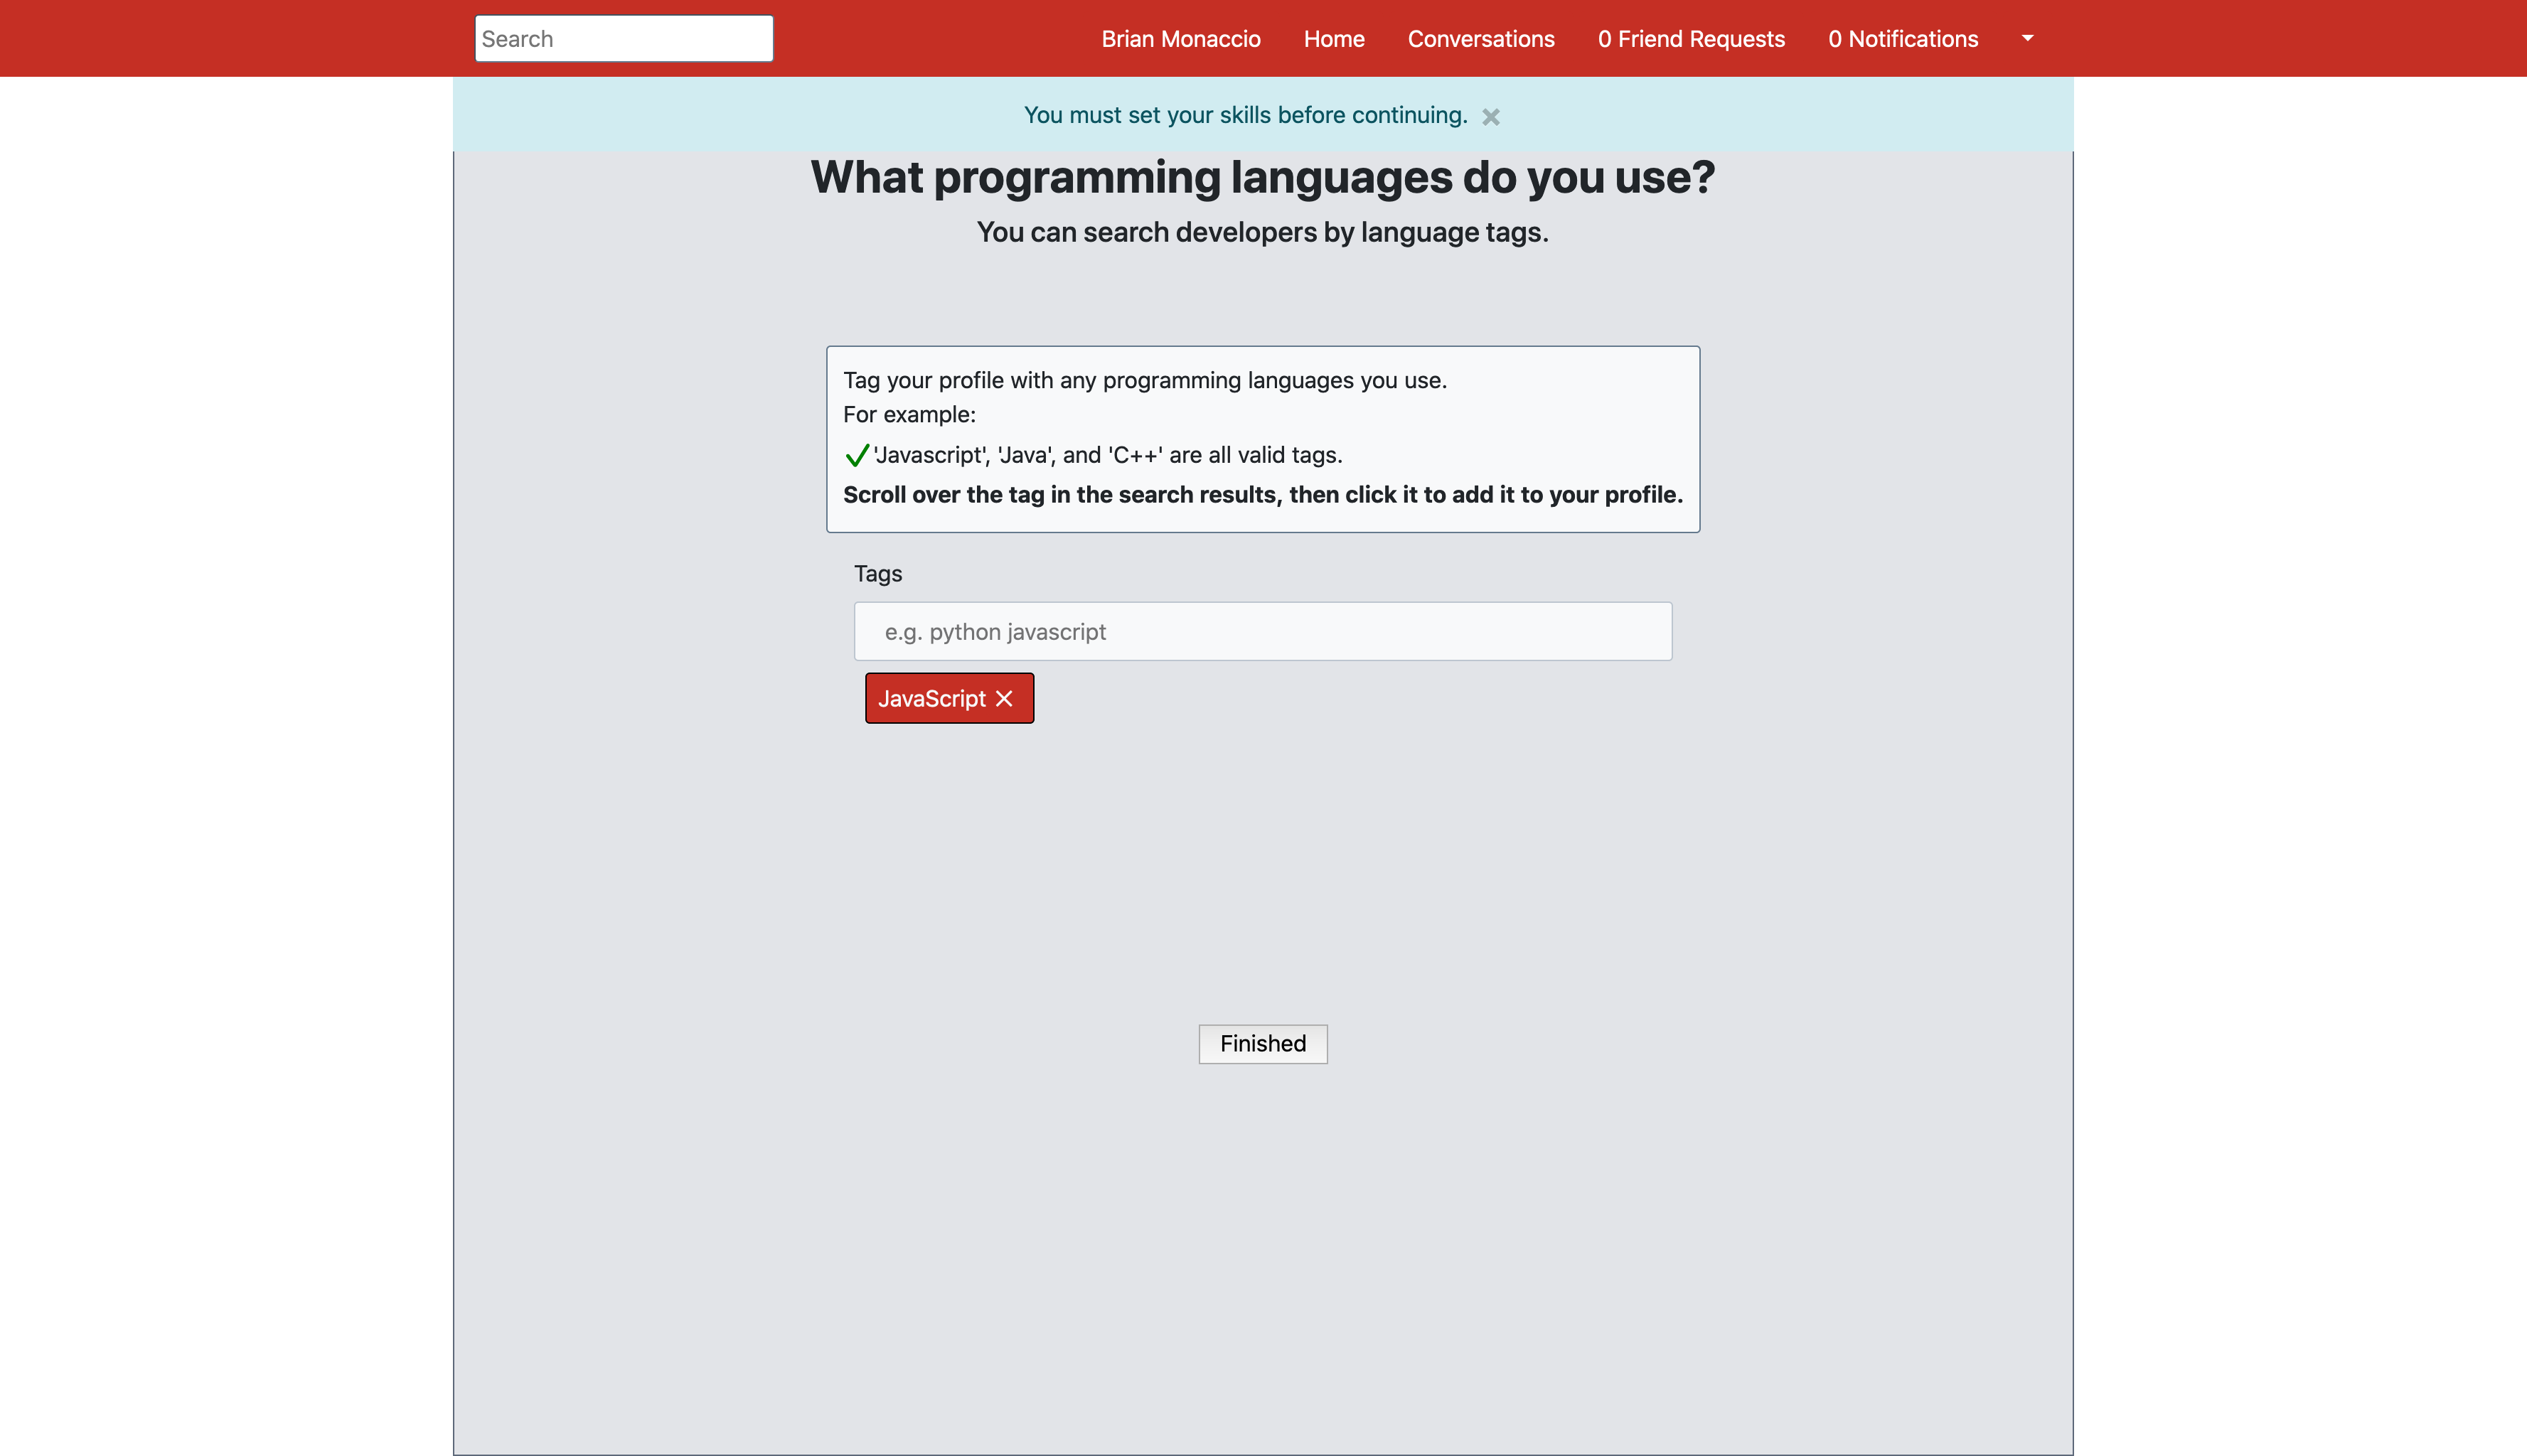 Search
Brian Monaccio Home Conversations 0 Friend Requests 0 Notifications
You must set your skills before continuing.
What programming languages do you use?
You can search developers by language tags.
Tag your profile with any programming languages you use.
For example:
'Javascript', 'Java', and 'C++' are all valid tags.
Scroll over the tag in the search results, then click it to add it to your profile.
Tags
e.g. python javascript
JavaScript
Finished